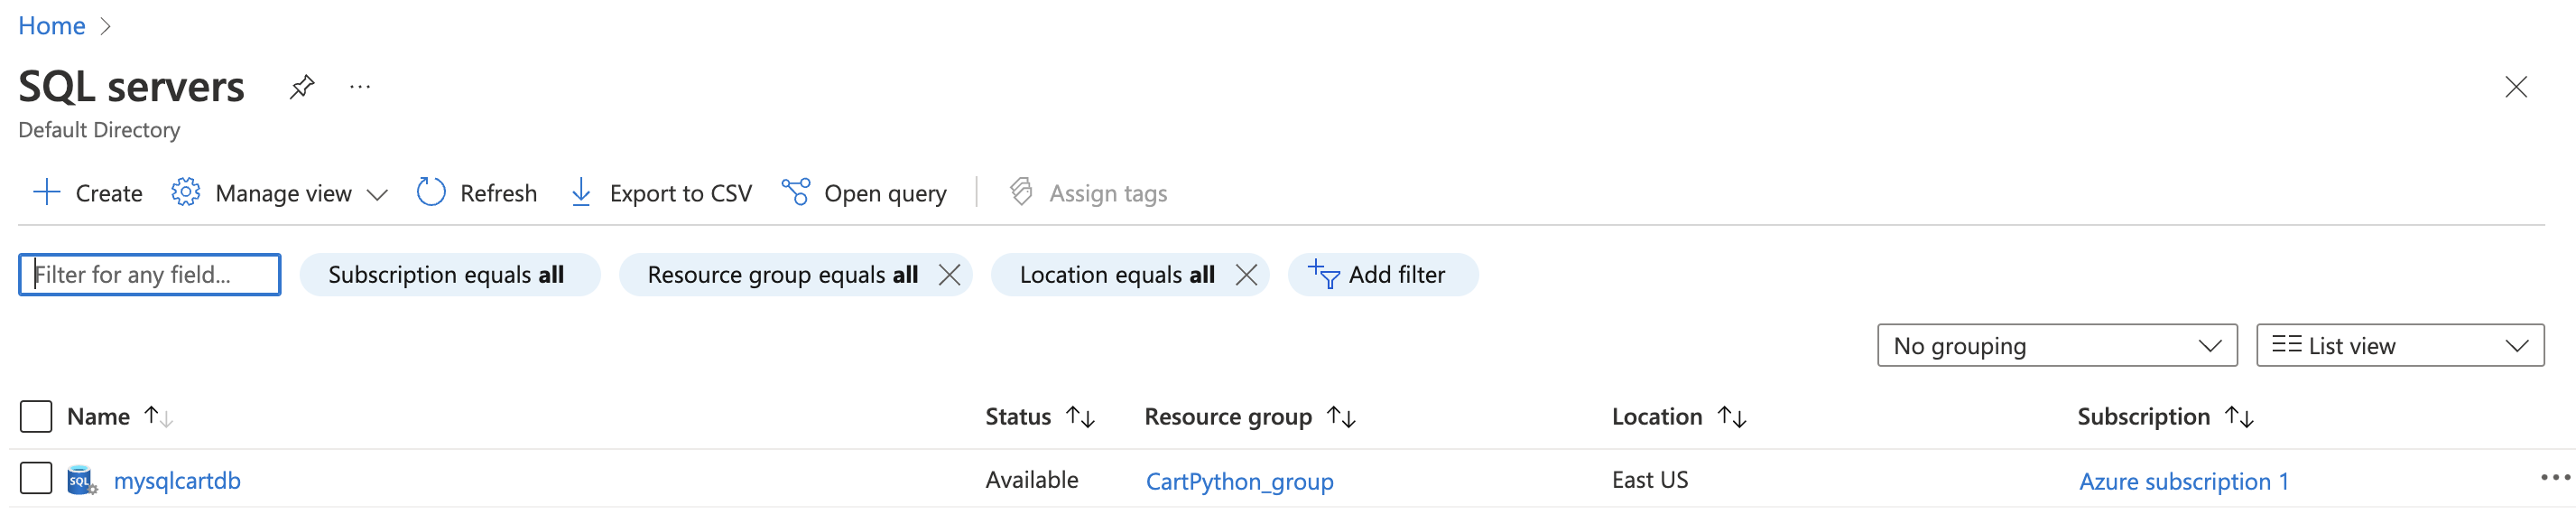 Home
SQL servers
Default Directory
Create Manage view Refresh Export to CSV Open query Assign tags
Filter for any field... Subscription equals all Resource group equals all Location equals all Add filter
No grouping List view
Name Status Resource group Location Subscription
SQL mysqlcartdb Available CartPython_group East US Azure subscription 1